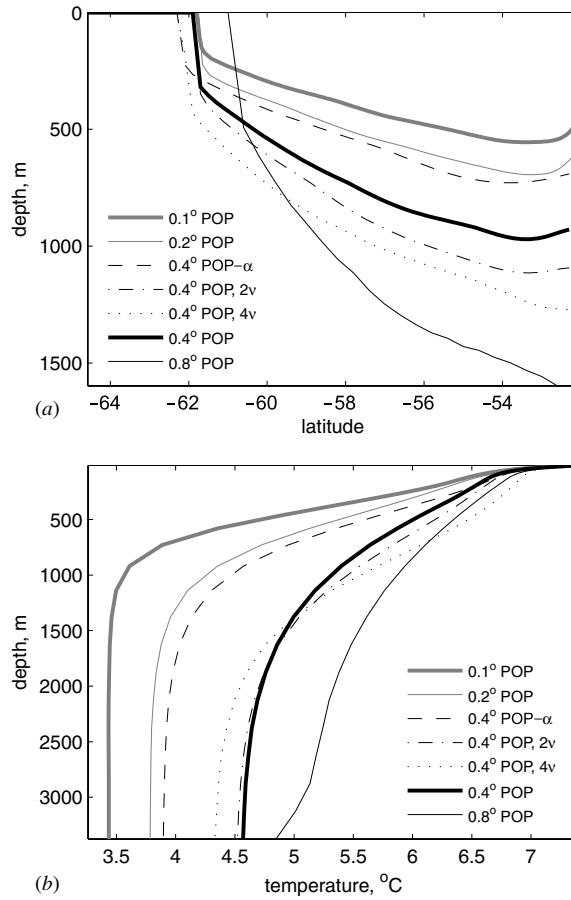 0
500
1000
1500
depth, m
0.1° POP
0.2° POP
0.4° POP−α
0.4° POP, 2ν
0.4° POP, 4ν
0.4° POP
0.8° POP
−64 −62 −60 −58 −56 −54
latitude
(a)
500
1000
1500
2000
2500
3000
depth, m
0.1° POP
0.2° POP
0.4° POP−α
0.4° POP, 2ν
0.4° POP, 4ν
0.4° POP
0.8° POP
3.5 4 4.5 5 5.5 6 6.5 7
temperature, °C
(b)